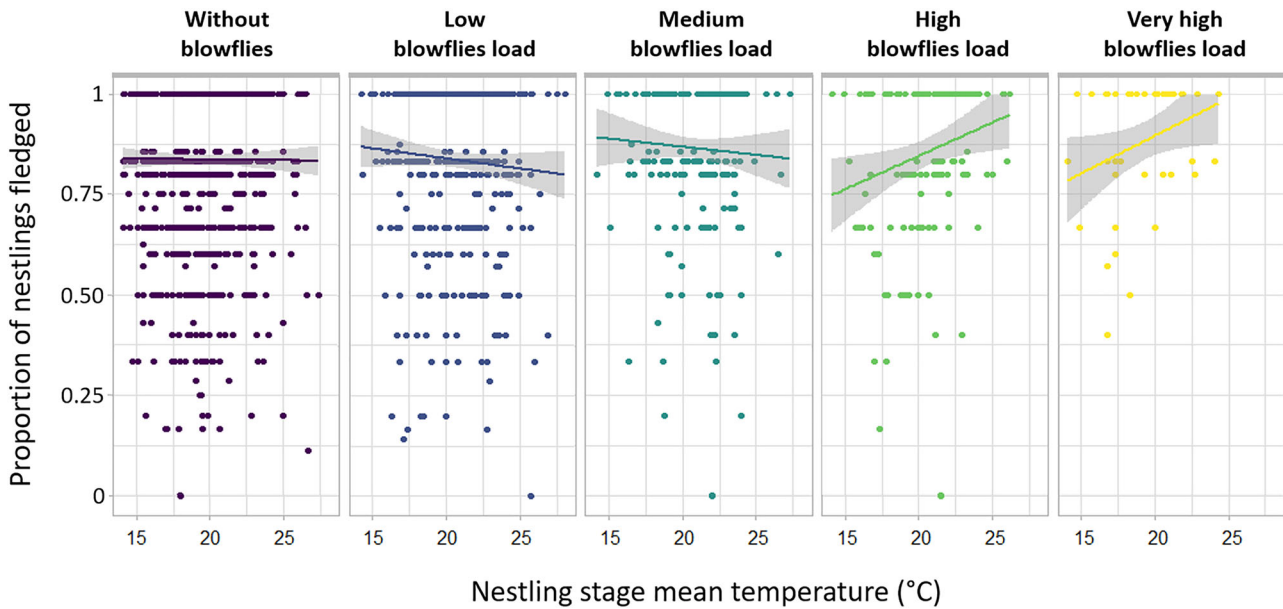 Without
blowflies
Low
blowflies load
Medium
blowflies load
High
blowflies load
Very high
blowflies load
Proportion of nestlings fledged
1
0.75
0.50
0.25
0
15 20 25 15 20 25 15 20 25 15 20 25 15 20 25
Nestling stage mean temperature (°C)